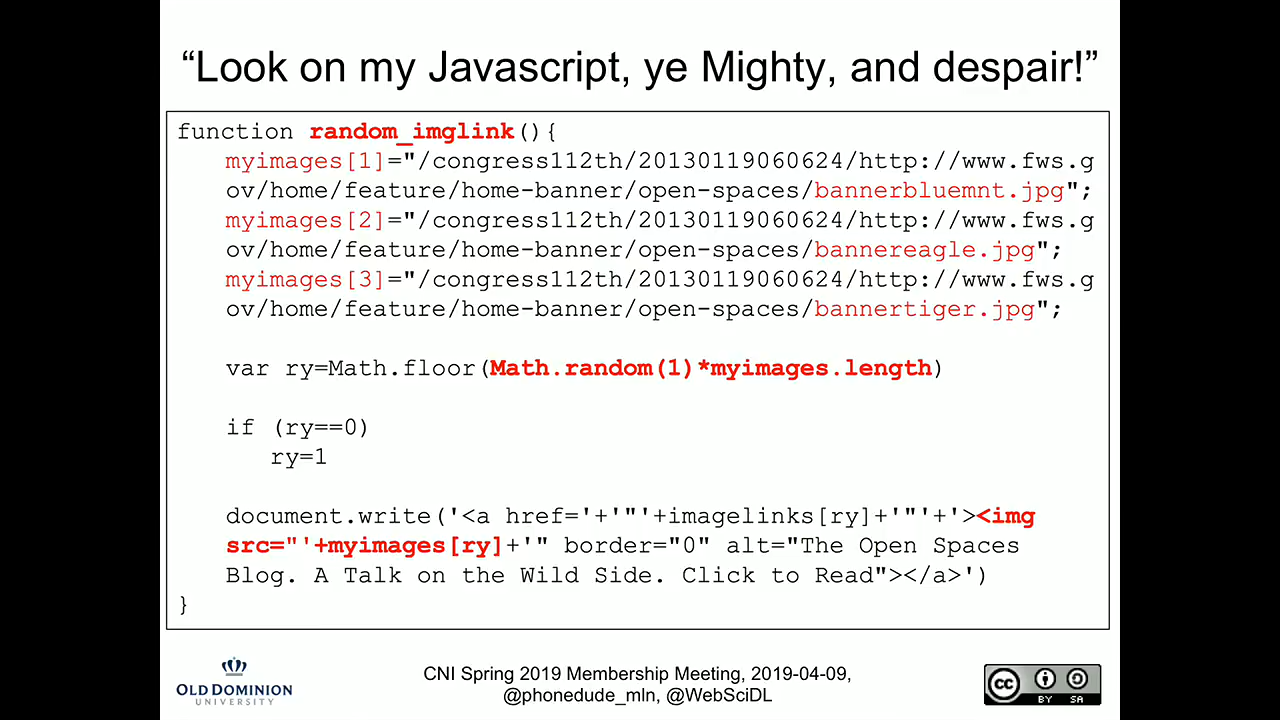 “Look on my Javascript, ye Mighty, and despair!”
function random_imglink(){
myimages[1]="/congress112th/20130119060624/http://www.fws.g
ov/home/feature/home-banner/open-spaces/bannerbluemnt.jpg";
myimages[2]="/congress112th/20130119060624/http://www.fws.g
ov/home/feature/home-banner/open-spaces/bannereagle.jpg";
myimages[3]="/congress112th/20130119060624/http://www.fws.g
ov/home/feature/home-banner/open-spaces/bannertiger.jpg";
var ry=Math.floor(Math.random(1)*myimages.length)
if (ry==0)
ry=1
document.write('<a href='+'"'+imagelinks[ry]+'"'+'><img
src="'+myimages[ry]+'" border="0" alt="The Open Spaces
Blog. A Talk on the Wild Side. Click to Read"></a>')
}
OLD DOMINION
UNIVERSITY
CNI Spring 2019 Membership Meeting, 2019-04-09,
@phonedude_mln, @WebSciDL
cc
BY SA